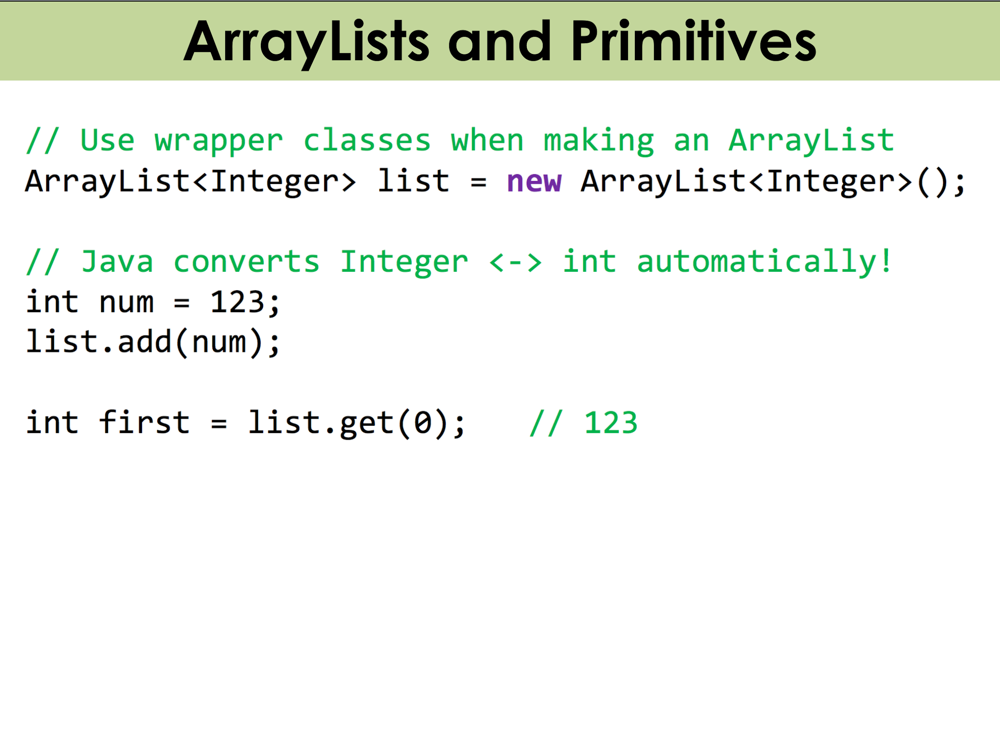 ArrayLists and Primitives
// Use wrapper classes when making an ArrayList
ArrayList<Integer> list = new ArrayList<Integer>();
// Java converts Integer <-> int automatically!
int num = 123;
list.add(num);
int first = list.get(0);   // 123